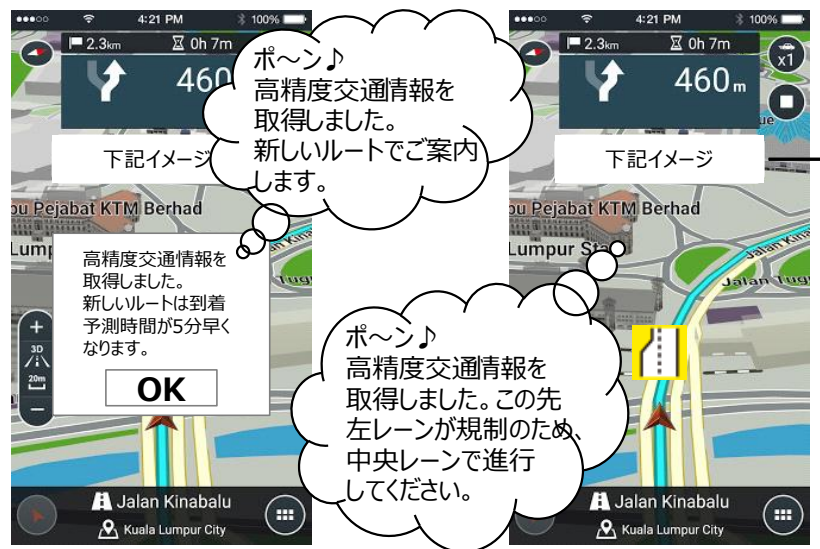 4:21 PM
100%
2.3km
0h 7m
460
下記イメージ
ポ～ン♪
高精度交通情報を
取得しました。
新しいルートでご案内
します。
Pejabat KTM Berhad
高精度交通情報を
取得しました。
新しいルートは到着
予測時間が5分早く
なります。
OK
+
3D
20m
−
Jalan Kinabalu
Kuala Lumpur City
4:21 PM
100%
2.3km
0h 7m
x1
460m
下記イメージ
Pejabat KTM Berhad
Lumpur
Jalan Tugu
ポ～ン♪
高精度交通情報を
取得しました。この先
左レーンが規制のため、
中央レーンで進行
してください。
Jalan Kinabalu
Kuala Lumpur City